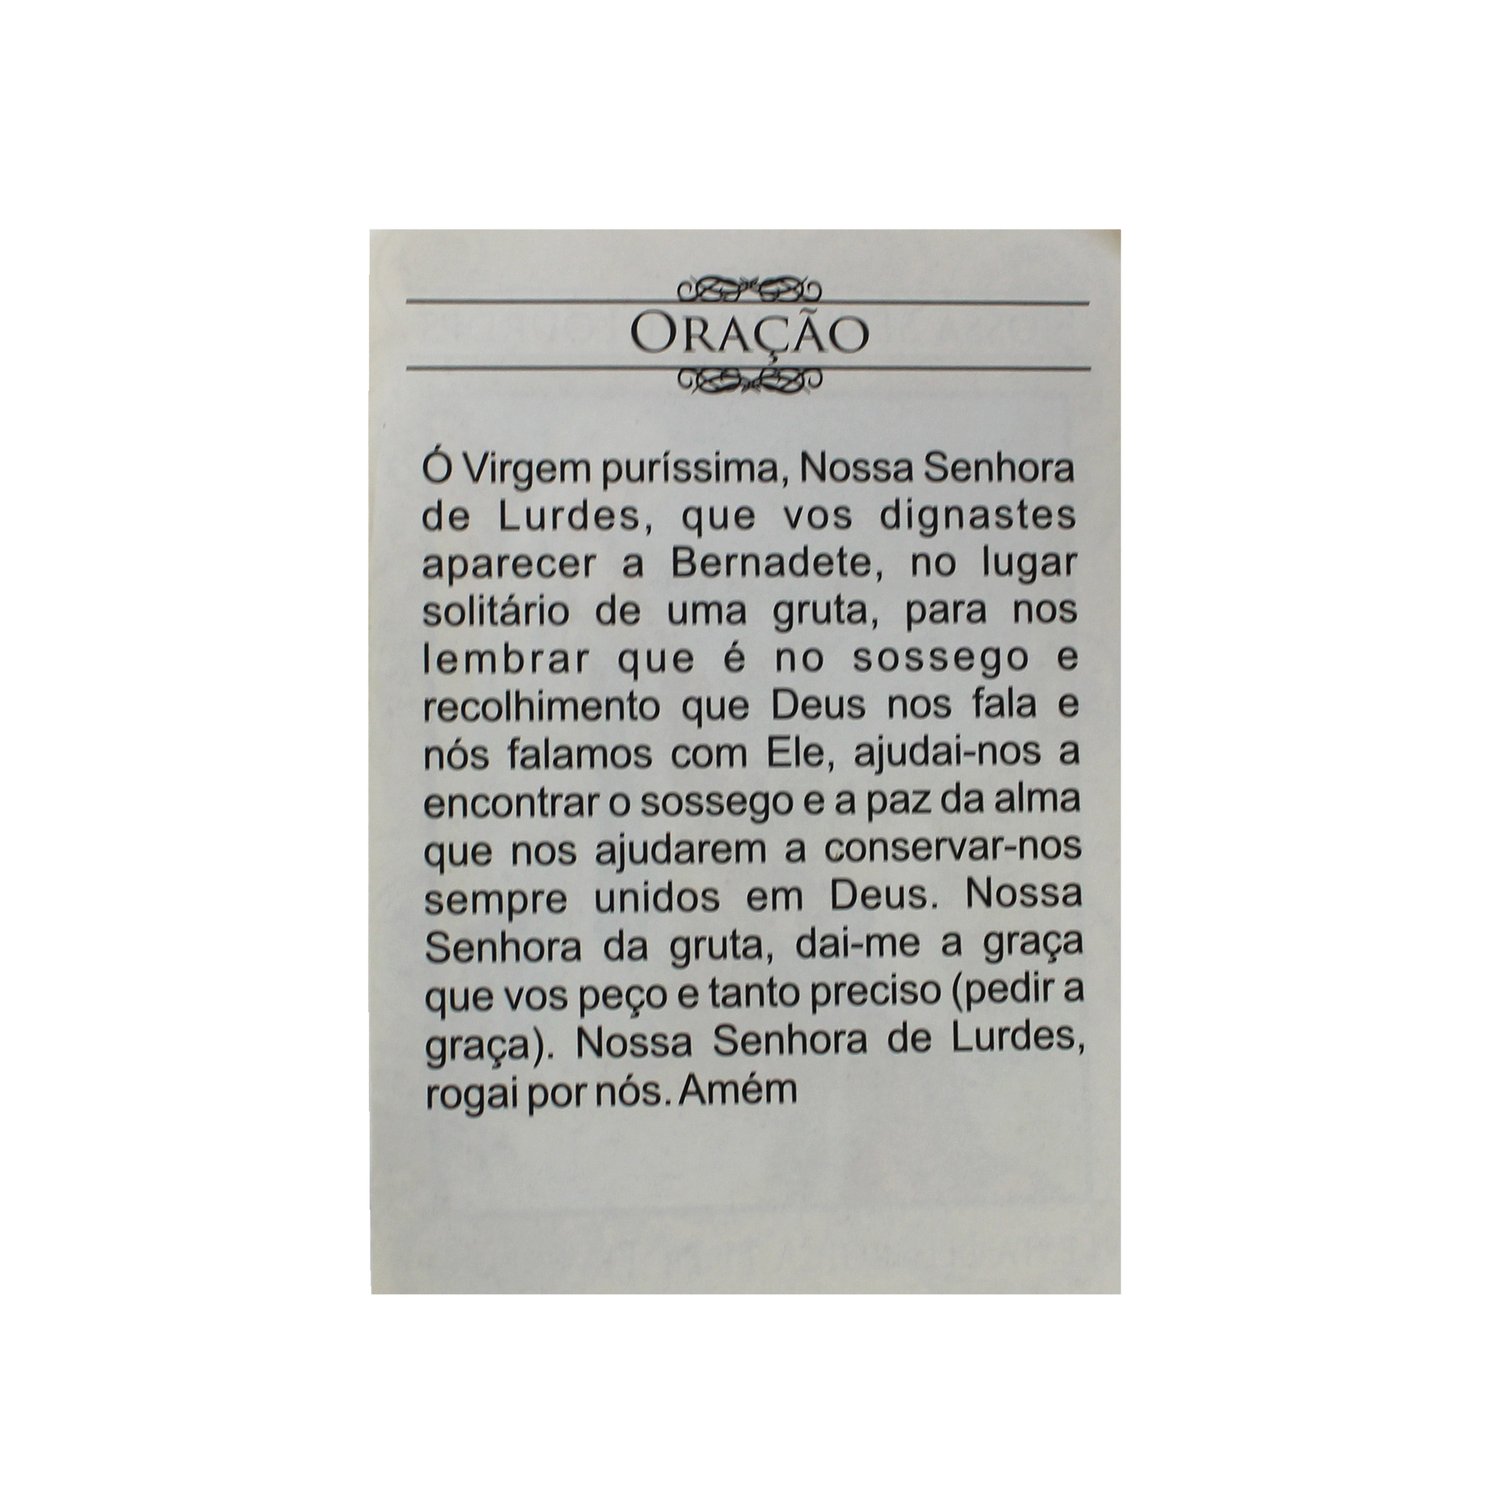 ORAÇÃO
Ó Virgem puríssima, Nossa Senhora
de Lurdes, que vos dignastes
aparecer a Bernadete, no lugar
solitário de uma gruta, para nos
lembrar que é no sossego e
recolhimento que Deus nos fala e
nós falamos com Ele, ajudai-nos a
encontrar o sossego e a paz da alma
que nos ajudarem a conservar-nos
sempre unidos em Deus. Nossa
Senhora da gruta, dai-me a graça
que vos peço e tanto preciso (pedir a
graça). Nossa Senhora de Lurdes,
rogai por nós. Amém